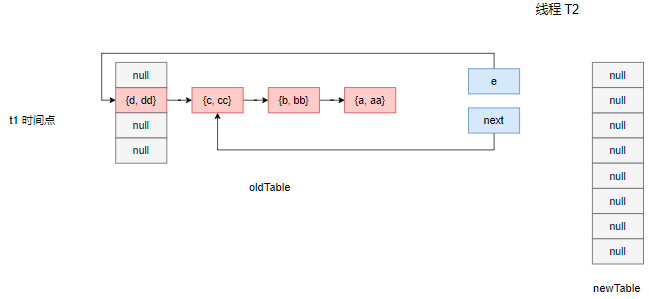 线程 T2
null
{d, dd}
{c, cc}
{b, bb}
{a, aa}
null
null
e
next
t1 时间点
oldTable
null
null
null
null
null
null
null
null
newTable